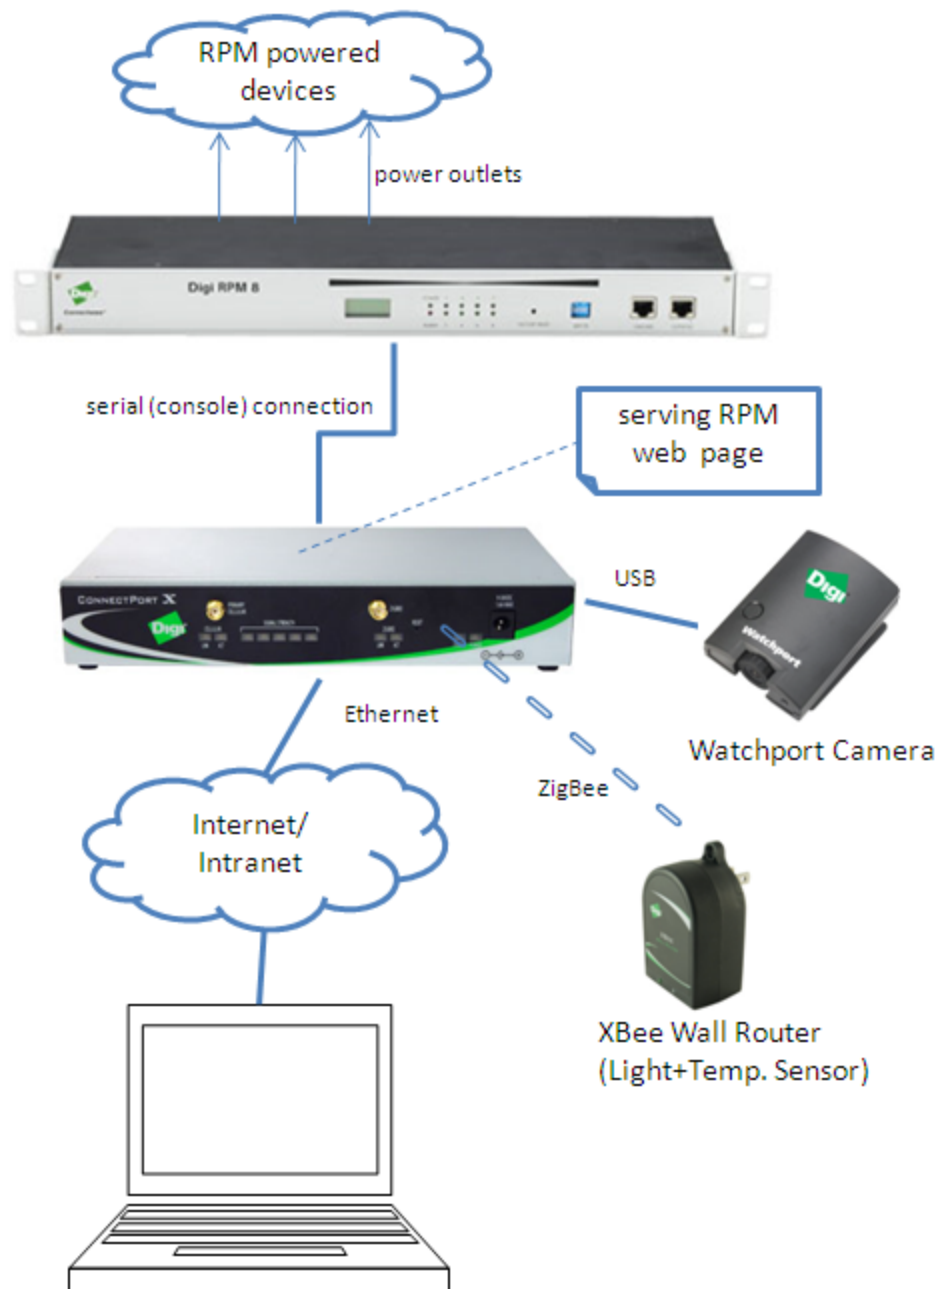 RPM powered
devices
power outlets
Digi
Digi RPM 8
serial (console) connection
serving RPM
web page
CONNECTPORT X
Digi
USB
Digi
Watchport
Watchport Camera
Ethernet
ZigBee
Internet/
Intranet
XBee Wall Router
(Light+Temp. Sensor)